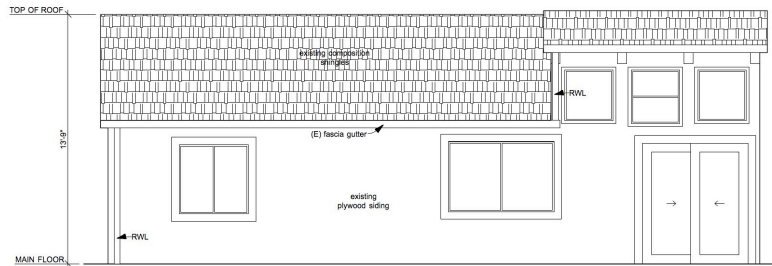 TOP OF ROOF
existing composition
shingles
RWL
(E) fascia gutter
13'-9"
existing
plywood siding
RWL
MAIN FLOOR